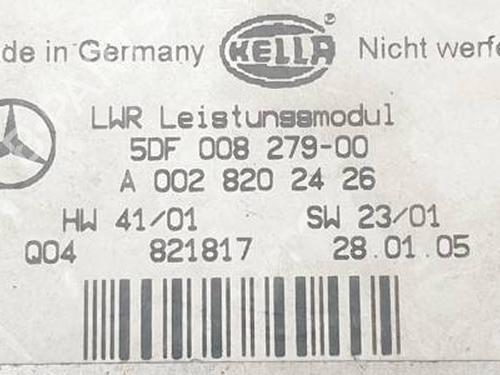 de in Germany HELLA Nicht werfe
LWR Leistungsmodul
5DF 008 279-00
A 002 820 24 26
HW 41/01 SW 23/01
Q04 821817 28.01.05